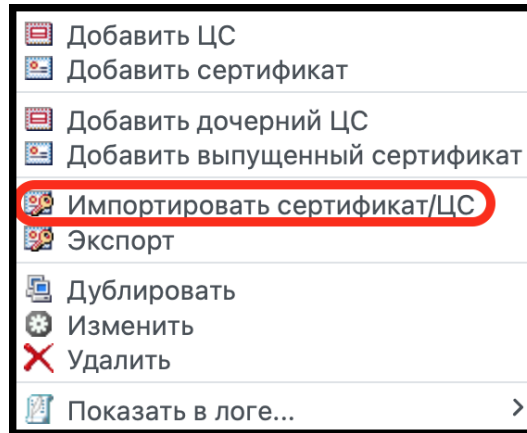 Добавить ЦС
Добавить сертификат
Добавить дочерний ЦС
Добавить выпущенный сертификат
Импортировать сертификат/ЦС
Экспорт
Дублировать
Изменить
Удалить
Показать в логе...